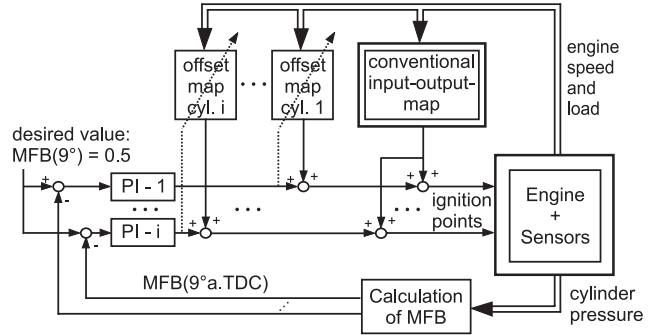 offset
map
cyl. i
offset
map
cyl. 1
conventional
input-output-
map
engine
speed
and
load
desired value:
MFB(9°) = 0.5
PI - 1
PI - i
ignition
points
Engine
+
Sensors
MFB(9°a.TDC)
Calculation
of MFB
cylinder
pressure